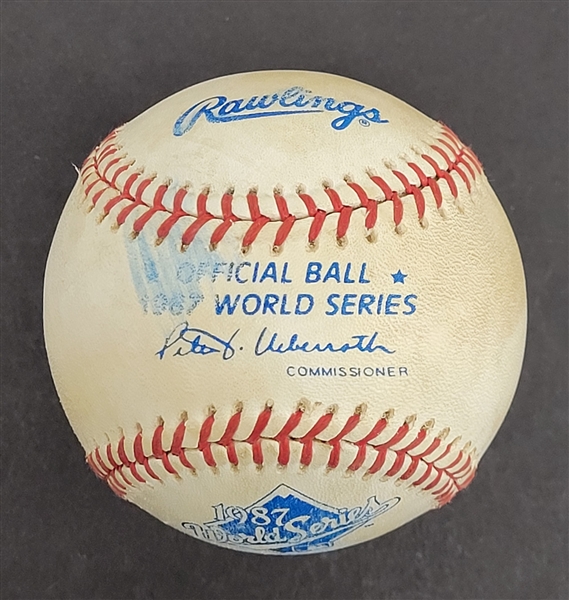 Rawlings®
★ OFFICIAL BALL ★
1987 WORLD SERIES
Peter V. Ueberroth
COMMISSIONER
1987
World Series